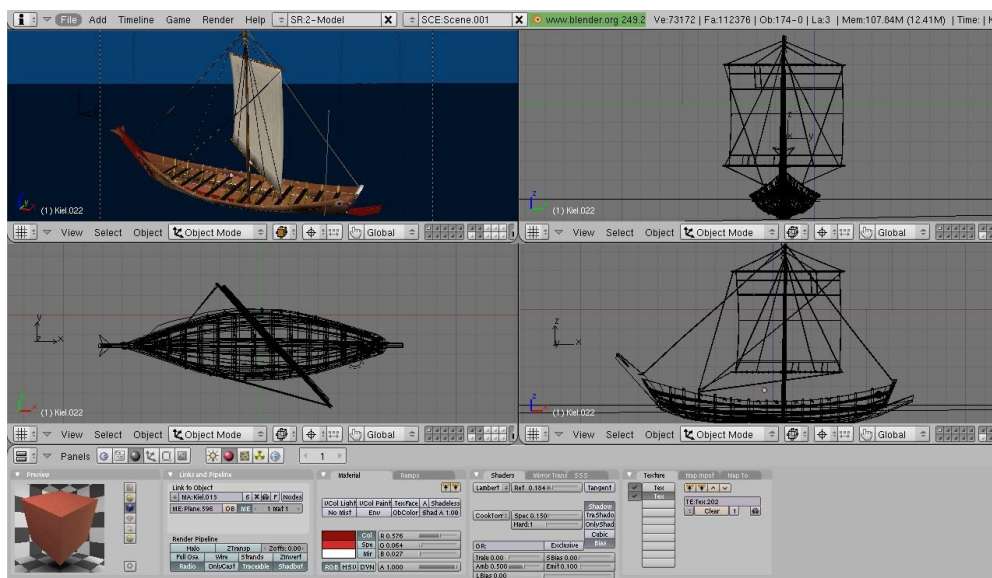 File Add Timeline Game Render Help SR:2-Model X SCE:Scene.001 X www.blender.org 249.2 Ve:73172 | Fa:112376 | Ob:174-0 | La:3 | Mem:107.84M (12.41M) | Time: |
(1) Kiel.022
z
y
x
z
(1) Kiel.022
View Select Object Object Mode Global
View Select Object Object Mode Global
y
z x
(1) Kiel.022
z
y x
z
x
(1) Kiel.022
View Select Object Object Mode Global
View Select Object Object Mode Global
Panels 1
Preview
Links and Pipeline
Link to Object
MA:Kiel.013 6 X F Nodes
ME:Plane.596 OB ME 1 Mat 1
Render Pipeline
Halo ZTransp Zoffs: 0.00
Full Osa Wire Strands ZInvert
Radio OnlyCast Traceable Shadbuf
Material Ramps
VCol Light VCol Paint TexFace A Shadeless
No Mist Env ObColor Shad A 1.00
Col R 0.576
Spe G 0.064
Mir B 0.027
RGB HSV DYN A 1.000
Shaders Mirror Trans SSS
Lambert Ref 0.184 Tangent
Shadow
CookTorr Spec 0.150 TraShado
Hard:1 OnlyShad
Cubic
GR: Exclusive Bias
Tralu 0.00 SBias 0.00
Amb 0.500 Emit 0.100
LBias 0.00
Texture Map Input Map To
Tex
Tex
TE:Tex.202
Clear 1